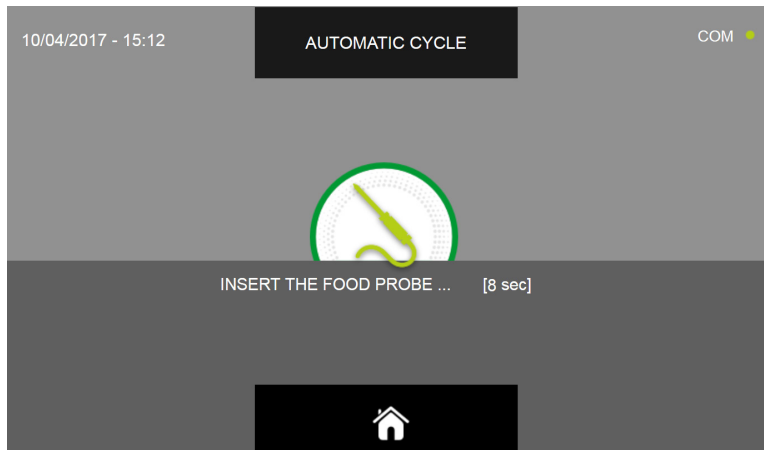 10/04/2017 - 15:12
AUTOMATIC CYCLE
COM
INSERT THE FOOD PROBE ... [8 sec]